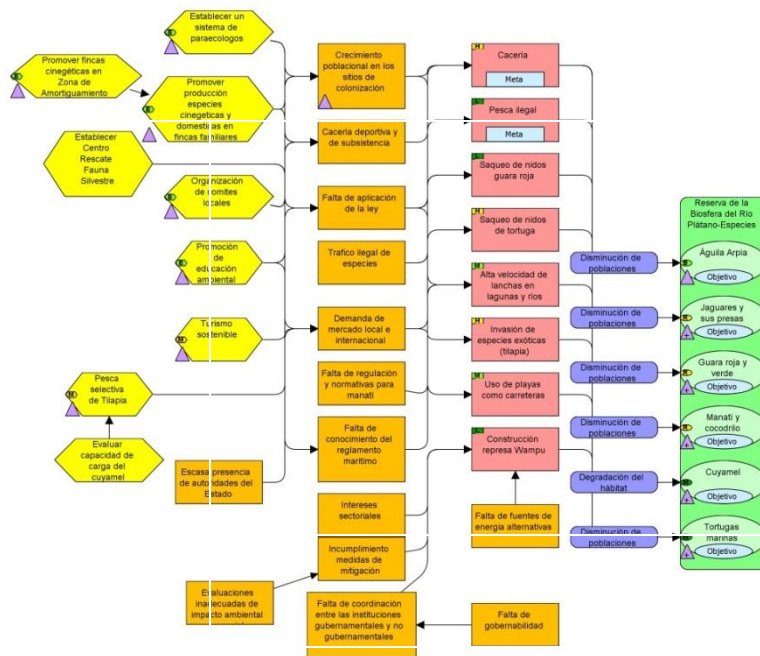 Establecer un
sistema de
paraecologos
Promover fincas
cinegéticas en
Zona de
Amortiguamiento
Promover
producción
especies
cinegeticas y
domesticas en
fincas familiares
Establecer
Centro
Rescate
Fauna
Silvestre
Organización
de comites
locales
Promoción
de
educación
ambiental
Turismo
sostenible
Pesca
selectiva
de Tilapia
Evaluar
capacidad de
carga del
cuyamel
Escasa presencia
de autoridades del
Estado
Evaluaciones
inadecuadas de
impacto ambiental
Crecimiento
poblacional en los
sitios de
colonización
Caceria deportiva y
de subsistencia
Falta de aplicación
de la ley
Trafico ilegal de
especies
Demanda de
mercado local e
internacional
Falta de regulación
y normativas para
manatí
Falta de
conocimiento del
reglamento
maritimo
Intereses
sectoriales
Incumplimiento
medidas de
mitigación
Falta de coordinación
entre las instituciones
gubernamentales y no
gubernamentales
Falta de
gobernabilidad
Falta de fuentes de
energia alternativas
H
Cacería
Meta
L
Pesca ilegal
Meta
L
Saqueo de nidos
guara roja
H
Saqueo de nidos
de tortuga
M
Alta velocidad de
lanchas en
lagunas y ríos
H
Invasión de
especies exóticas
(tilapia)
M
Uso de playas
como carreteras
L
Construcción
represa Wampu
Disminución de
poblaciones
Disminución de
poblaciones
Disminución de
poblaciones
Disminución de
poblaciones
Degradación del
hábitat
Disminución de
poblaciones
Reserva de la
Biosfera del Río
Plátano-Especies
Águila Arpia
Objetivo
Jaguares y
sus presas
Objetivo
Guara roja y
verde
Objetivo
Manati y
cocodrilo
Objetivo
Cuyamel
Objetivo
Tortugas
marinas
Objetivo